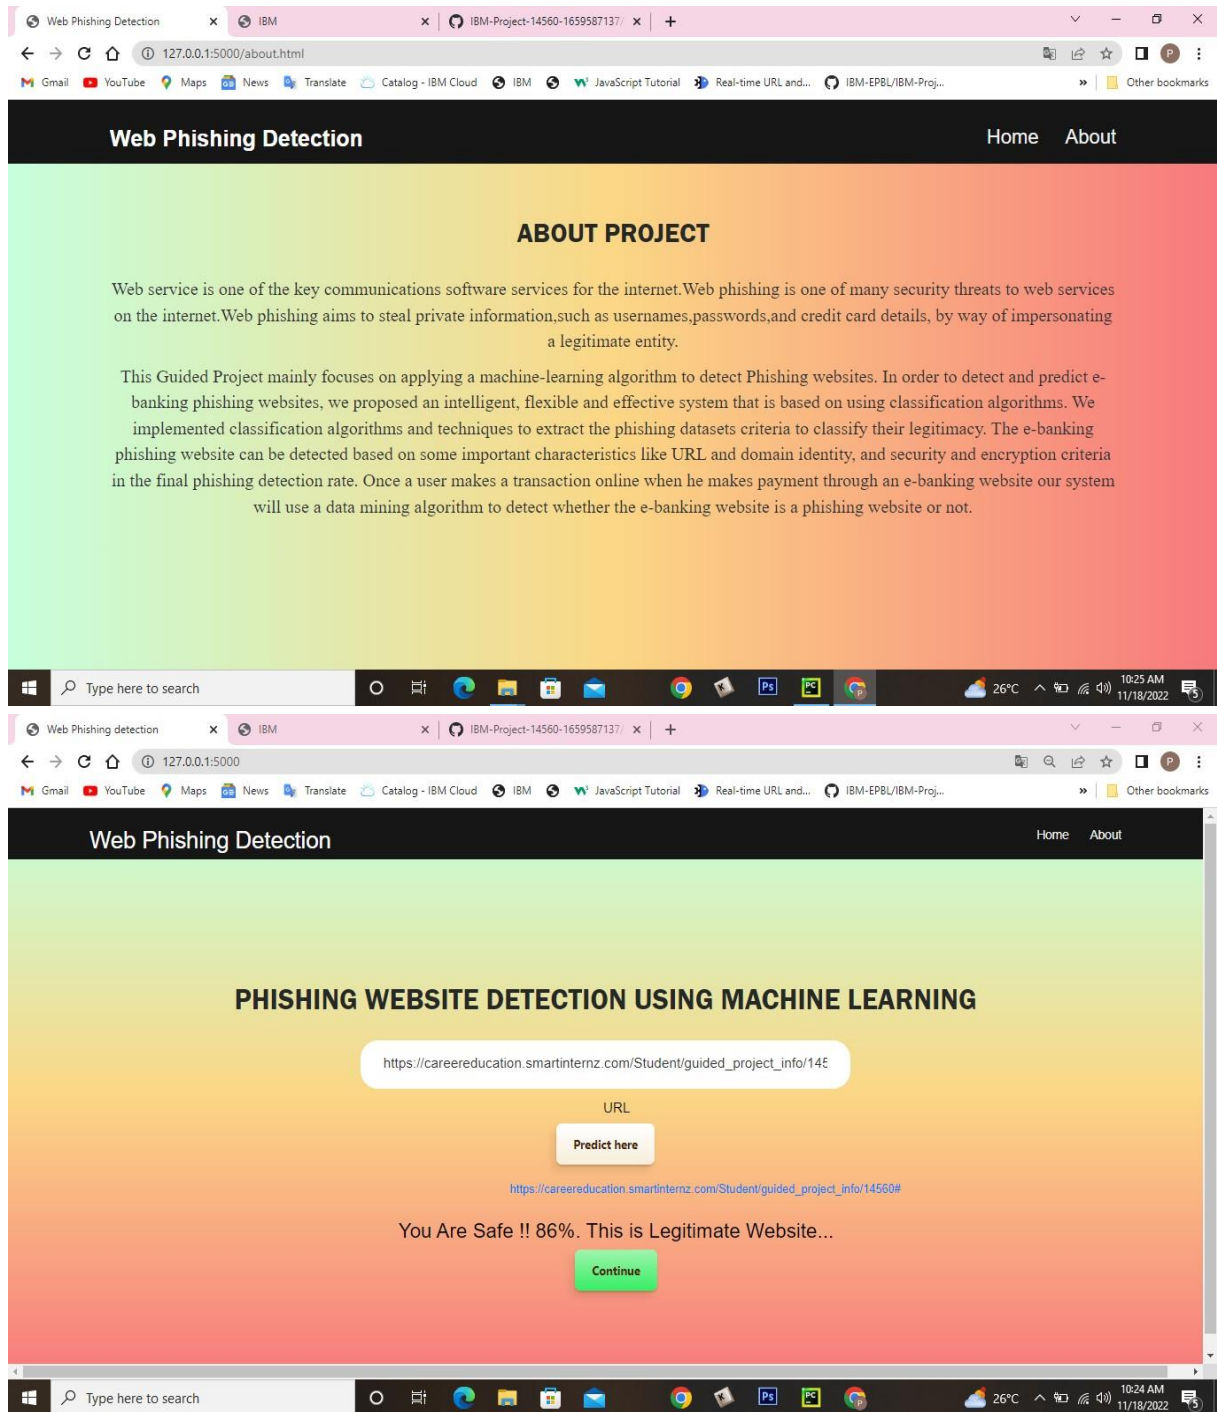 Web Phishing Detection
IBM
IBM-Project-14560-1659587137/
127.0.0.1:5000/about.html
P
Gmail YouTube Maps News Translate Catalog - IBM Cloud IBM JavaScript Tutorial Real-time URL and... IBM-EPBL/IBM-Proj... » Other bookmarks
Web Phishing Detection
Home About
ABOUT PROJECT
Web service is one of the key communications software services for the internet.Web phishing is one of many security threats to web services
on the internet.Web phishing aims to steal private information,such as usernames,passwords,and credit card details, by way of impersonating
a legitimate entity.
This Guided Project mainly focuses on applying a machine-learning algorithm to detect Phishing websites. In order to detect and predict e-
banking phishing websites, we proposed an intelligent, flexible and effective system that is based on using classification algorithms. We
implemented classification algorithms and techniques to extract the phishing datasets criteria to classify their legitimacy. The e-banking
phishing website can be detected based on some important characteristics like URL and domain identity, and security and encryption criteria
in the final phishing detection rate. Once a user makes a transaction online when he makes payment through an e-banking website our system
will use a data mining algorithm to detect whether the e-banking website is a phishing website or not.
Type here to search
Ps
PC
26°C
10:25 AM
11/18/2022
5
Web Phishing detection
IBM
IBM-Project-14560-1659587137/
127.0.0.1:5000
P
Gmail YouTube Maps News Translate Catalog - IBM Cloud IBM JavaScript Tutorial Real-time URL and... IBM-EPBL/IBM-Proj... » Other bookmarks
Web Phishing Detection
Home About
PHISHING WEBSITE DETECTION USING MACHINE LEARNING
https://careereducation.smartinternz.com/Student/guided_project_info/145
URL
Predict here
https://careereducation.smartinternz.com/Student/guided_project_info/14560#
You Are Safe !! 86%. This is Legitimate Website...
Continue
Type here to search
Ps
PC
26°C
10:24 AM
11/18/2022
5